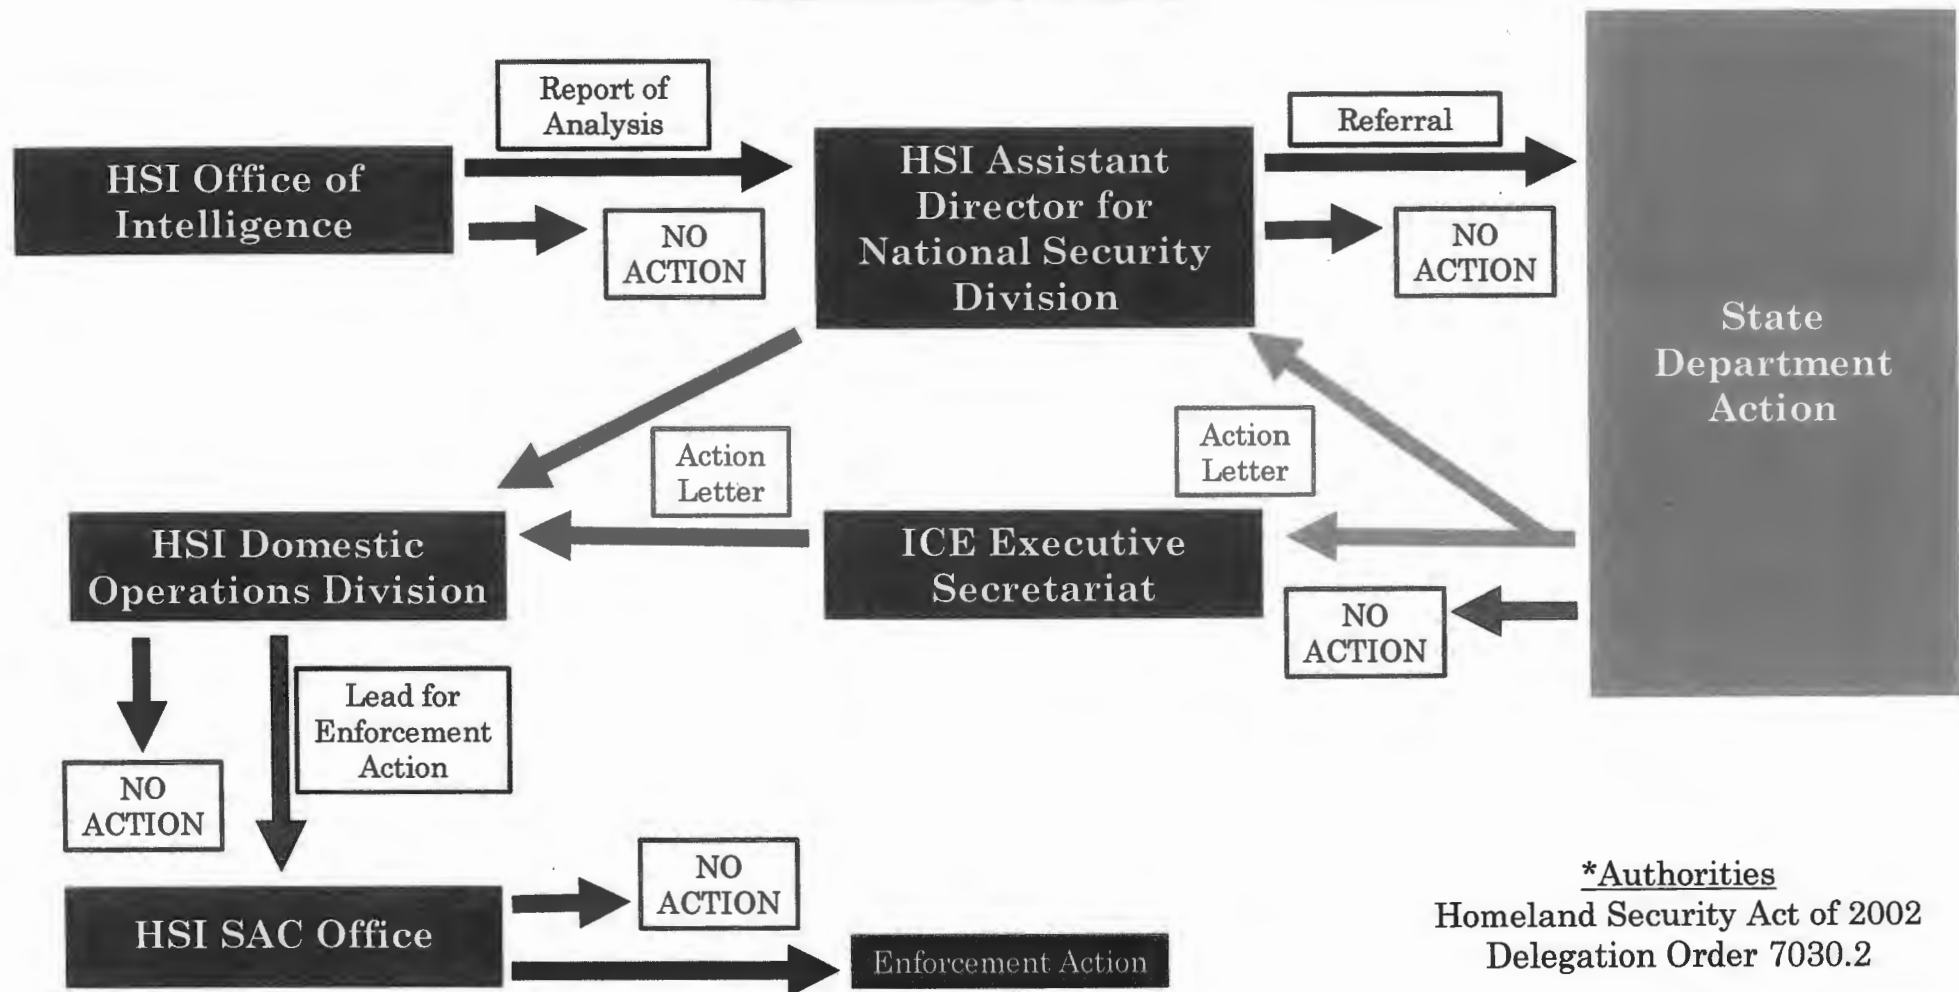 Report of
Analysis
Referral
HSI Office of
Intelligence
HSI Assistant
Director for
National Security
Division
NO
ACTION
NO
ACTION
State
Department
Action
Action
Letter
Action
Letter
HSI Domestic
Operations Division
ICE Executive
Secretariat
NO
ACTION
Lead for
Enforcement
Action
NO
ACTION
NO
ACTION
HSI SAC Office
Enforcement Action
*Authorities
Homeland Security Act of 2002
Delegation Order 7030.2